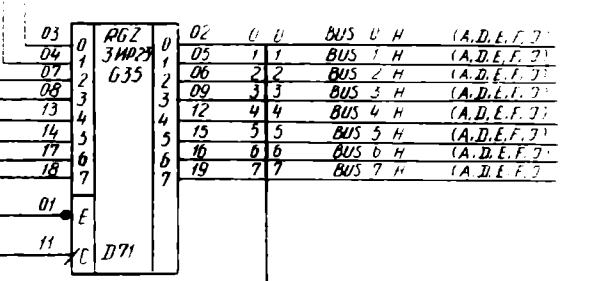 03 0 RGZ 0 02 0 0 BUS 0 H (A,D,E,F,J)
04 1 ЗИР23 1 05 1 1 BUS 1 H (A,D,E,F,J)
07 2 G35 2 06 2 2 BUS 2 H (A,D,E,F,J)
08 3 3 09 3 3 BUS 3 H (A,D,E,F,J)
13 4 4 12 4 4 BUS 4 H (A,D,E,F,J)
14 5 5 15 5 5 BUS 5 H (A,D,E,F,J)
17 6 6 16 6 6 BUS 6 H (A,D,E,F,J)
18 7 7 19 7 7 BUS 7 H (A,D,E,F,J)
01 E
11 C D71